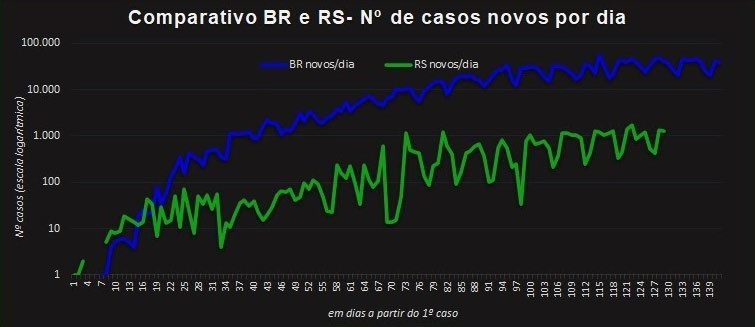 Comparativo BR e RS- Nº de casos novos por dia
100.000
BR novos/dia RS novos/dia
10.000
1.000
100
10
1
Nº casos (escala logarítmica)
1 4 7 10 13 16 19 22 25 28 31 34 37 40 43 46 49 52 55 58 61 64 67 70 73 76 79 82 85 88 91 94 97 100 103 106 109 112 115 118 121 124 127 130 133 136 139
em dias a partir do 1º caso